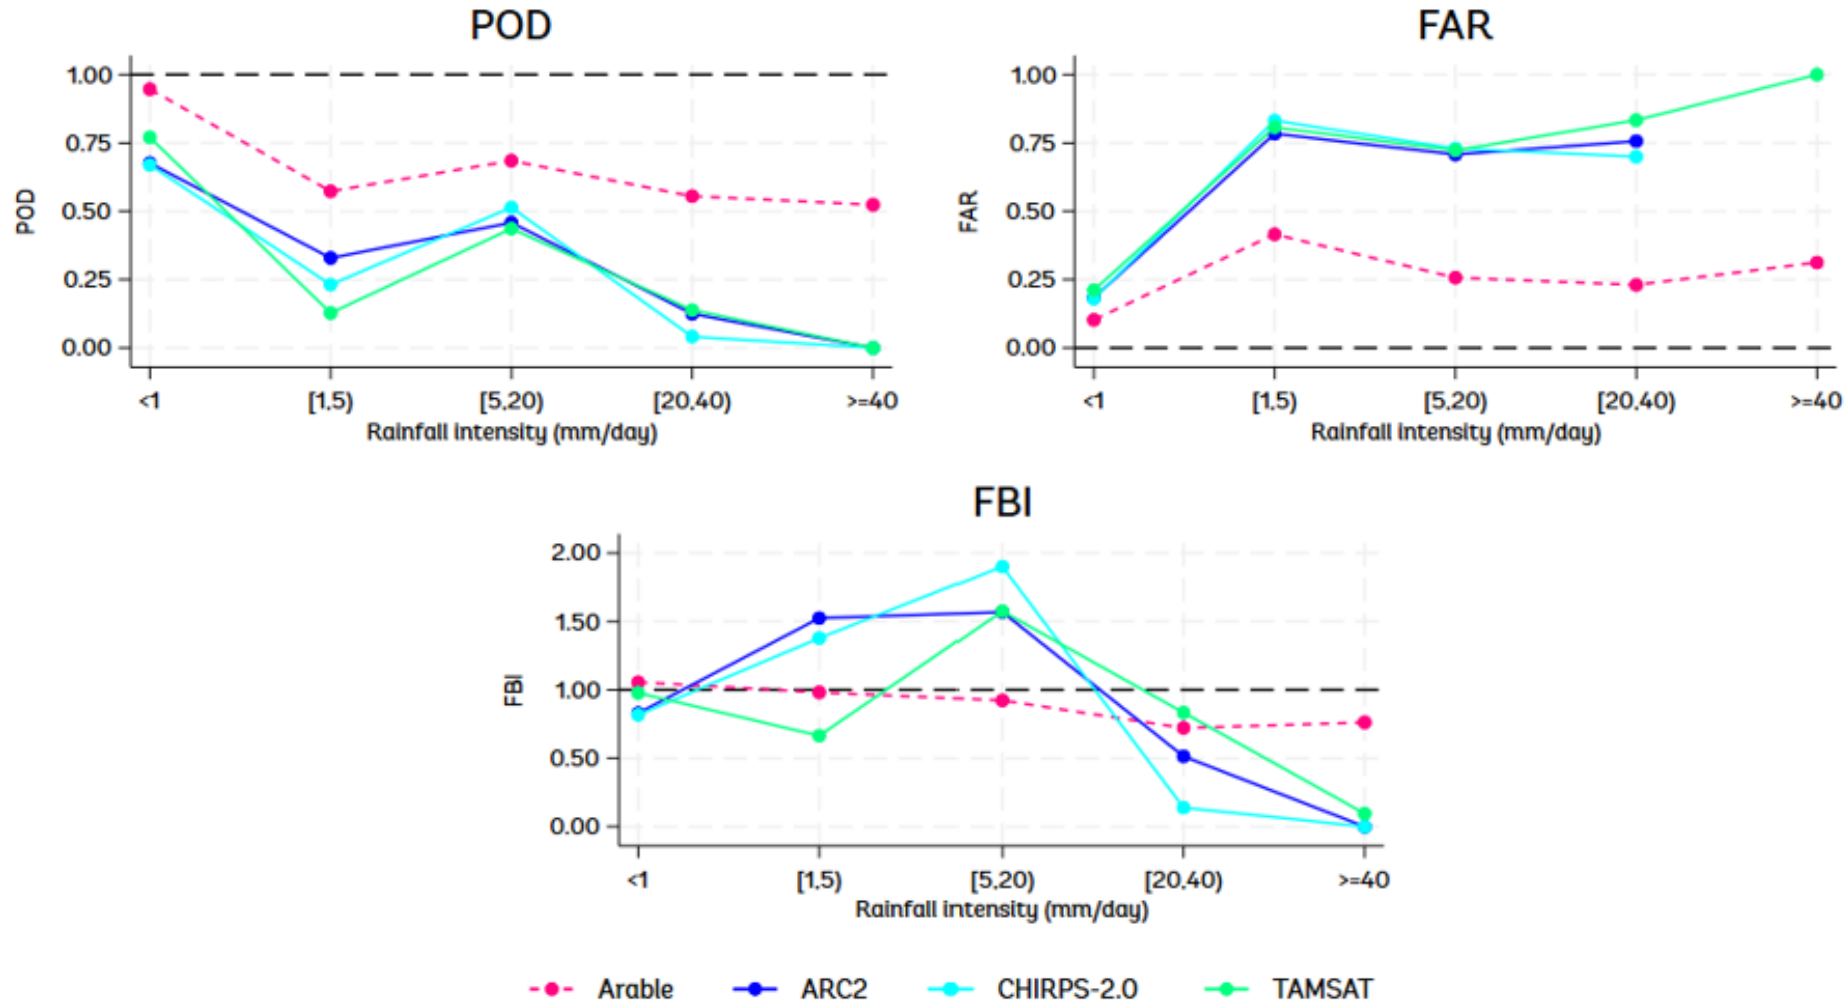 POD
1.00
0.75
0.50
0.25
0.00
POD
<1
[1,5)
[5,20)
[20,40)
>=40
Rainfall intensity (mm/day)
FAR
1.00
0.75
0.50
0.25
0.00
FAR
<1
[1,5)
[5,20)
[20,40)
>=40
Rainfall intensity (mm/day)
FBI
2.00
1.50
1.00
0.50
0.00
FBI
<1
[1,5)
[5,20)
[20,40)
>=40
Rainfall intensity (mm/day)
Arable
ARC2
CHIRPS-2.0
TAMSAT